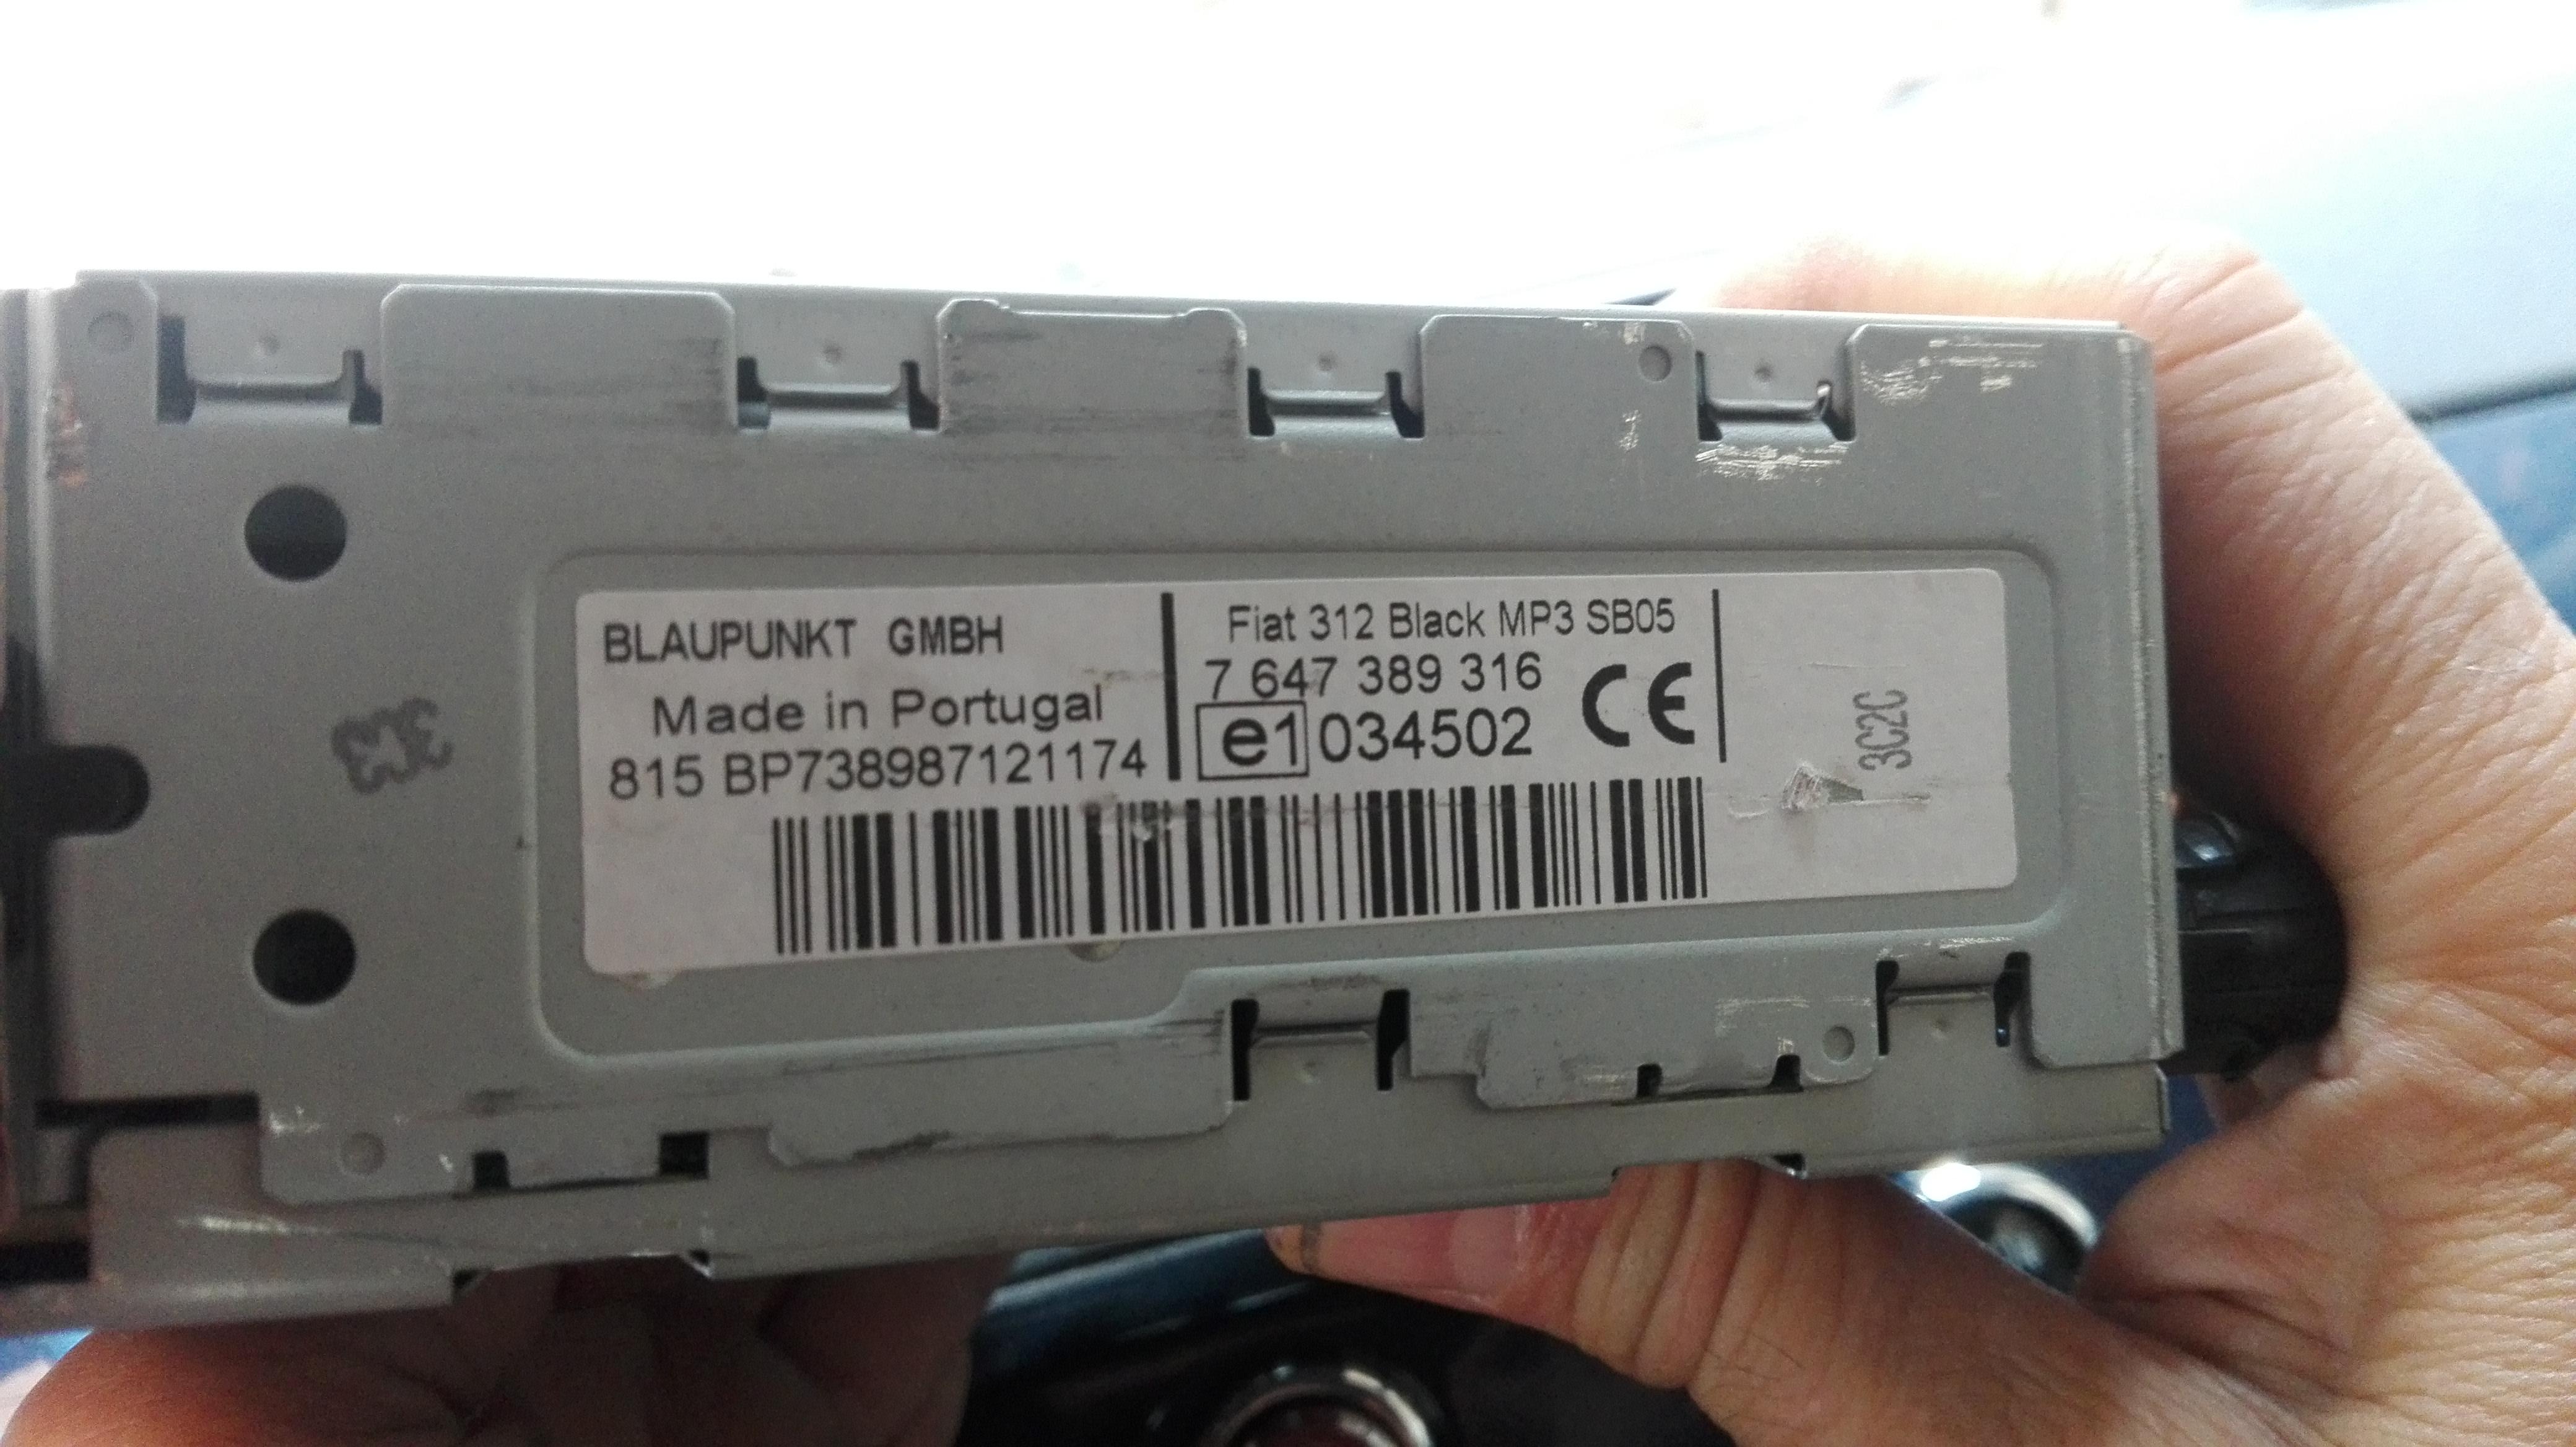 BLAUPUNKT GMBH
Made in Portugal
815 BP738987121174
Fiat 312 Black MP3 SB05
7 647 389 316
e1 034502 CE
3C2C